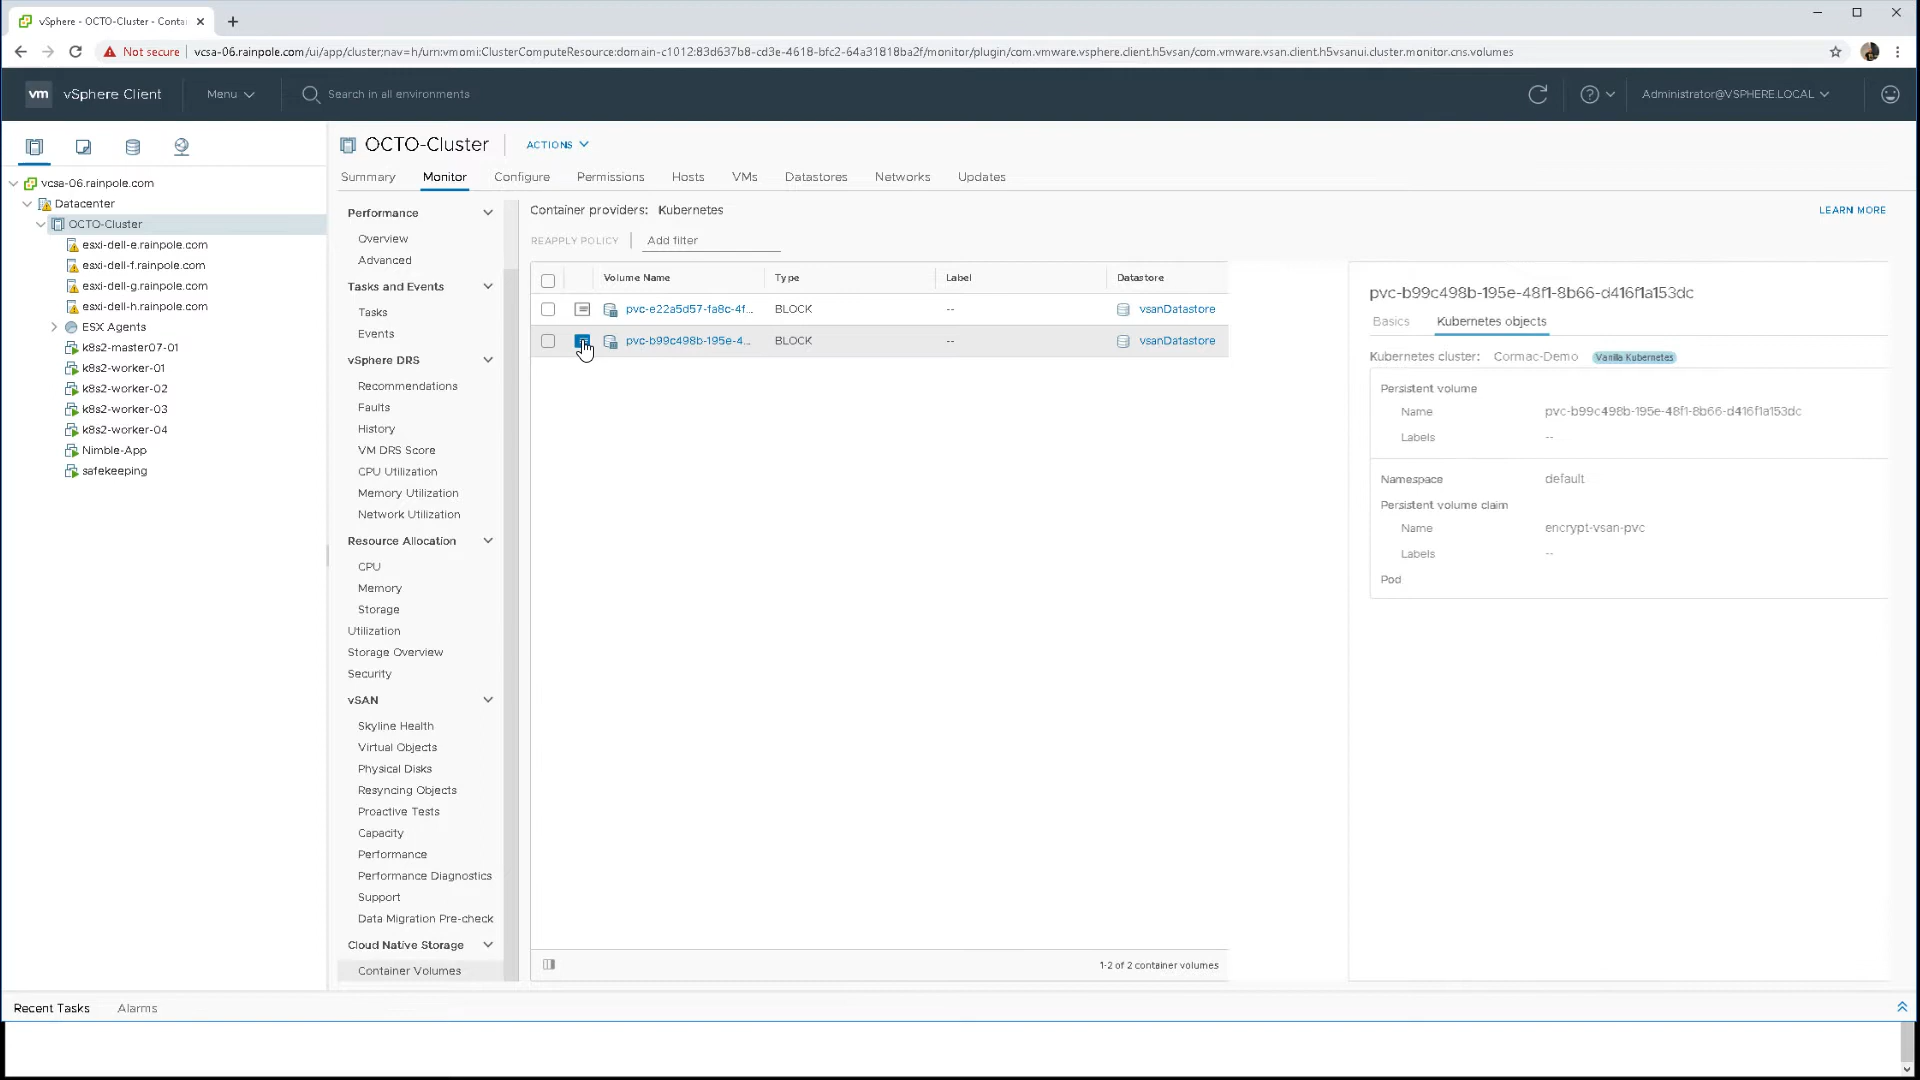 vSphere - OCTO-Cluster - Conta
Not secure
vcsa-06.rainpole.com/ui/app/cluster;nav=h/urn:vmomi:ClusterComputeResource:domain-c1012:83d637b8-cd3e-4618-bfc2-64a31818ba2f/monitor/plugin/com.vmware.vsphere.client.h5vsan/com.vmware.vsan.client.h5vsanui.cluster.monitor.cns.volumes
vm vSphere Client
Menu
Search in all environments
Administrator@VSPHERE.LOCAL
vcsa-06.rainpole.com
Datacenter
OCTO-Cluster
esxi-dell-e.rainpole.com
esxi-dell-f.rainpole.com
esxi-dell-g.rainpole.com
esxi-dell-h.rainpole.com
ESX Agents
k8s2-master07-01
k8s2-worker-01
k8s2-worker-02
k8s2-worker-03
k8s2-worker-04
Nimble-App
safekeeping
OCTO-Cluster
ACTIONS
Summary Monitor Configure Permissions Hosts VMs Datastores Networks Updates
Performance
Overview
Advanced
Tasks and Events
Tasks
Events
vSphere DRS
Recommendations
Faults
History
VM DRS Score
CPU Utilization
Memory Utilization
Network Utilization
Resource Allocation
CPU
Memory
Storage
Utilization
Storage Overview
Security
vSAN
Skyline Health
Virtual Objects
Physical Disks
Resyncing Objects
Proactive Tests
Capacity
Performance
Performance Diagnostics
Support
Data Migration Pre-check
Cloud Native Storage
Container Volumes
Container providers: Kubernetes
LEARN MORE
REAPPLY POLICY
Add filter
Volume Name Type Label Datastore
pvc-e22a5d57-fa8c-4f... BLOCK -- vsanDatastore
pvc-b99c498b-195e-4... BLOCK -- vsanDatastore
1-2 of 2 container volumes
pvc-b99c498b-195e-48f1-8b66-d416f1a153dc
Basics Kubernetes objects
Kubernetes cluster: Cormac-Demo Vanilla Kubernetes
Persistent volume
Name pvc-b99c498b-195e-48f1-8b66-d416f1a153dc
Labels --
Namespace default
Persistent volume claim
Name encrypt-vsan-pvc
Labels --
Pod
Recent Tasks Alarms